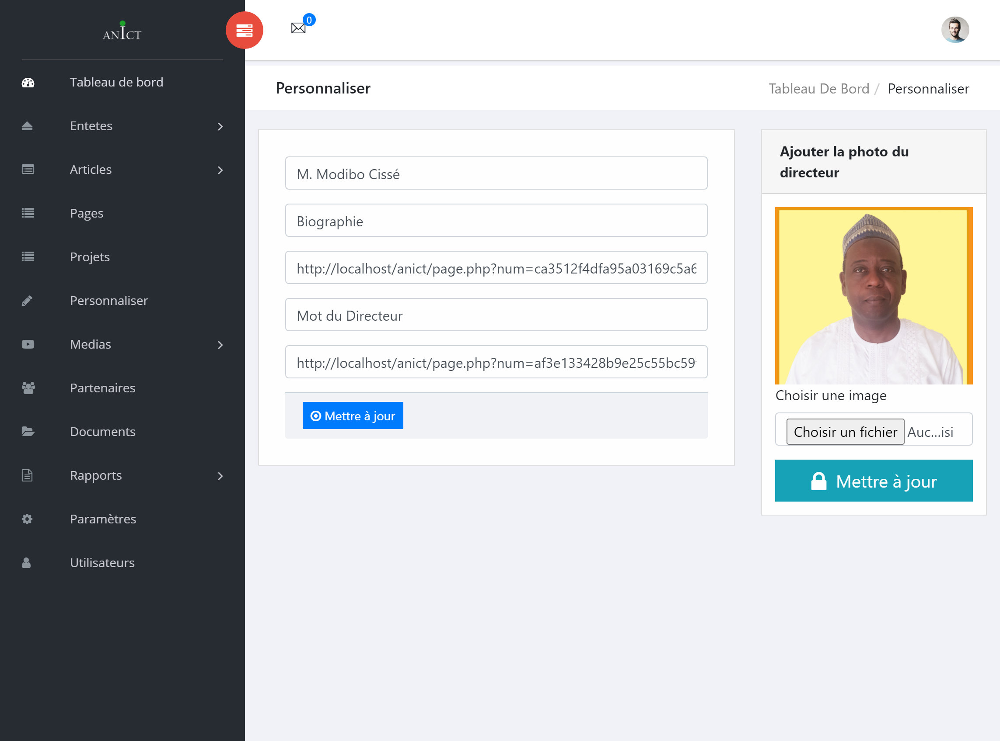 ANICT
0
Tableau de bord
Entetes
Articles
Pages
Projets
Personnaliser
Medias
Partenaires
Documents
Rapports
Paramètres
Utilisateurs
Personnaliser
Tableau De Bord / Personnaliser
M. Modibo Cissé
Biographie
http://localhost/anict/page.php?num=ca3512f4dfa95a03169c5a6
Mot du Directeur
http://localhost/anict/page.php?num=af3e133428b9e25c55bc59
Mettre à jour
Ajouter la photo du
directeur
Choisir une image
Choisir un fichier Auc...isi
Mettre à jour